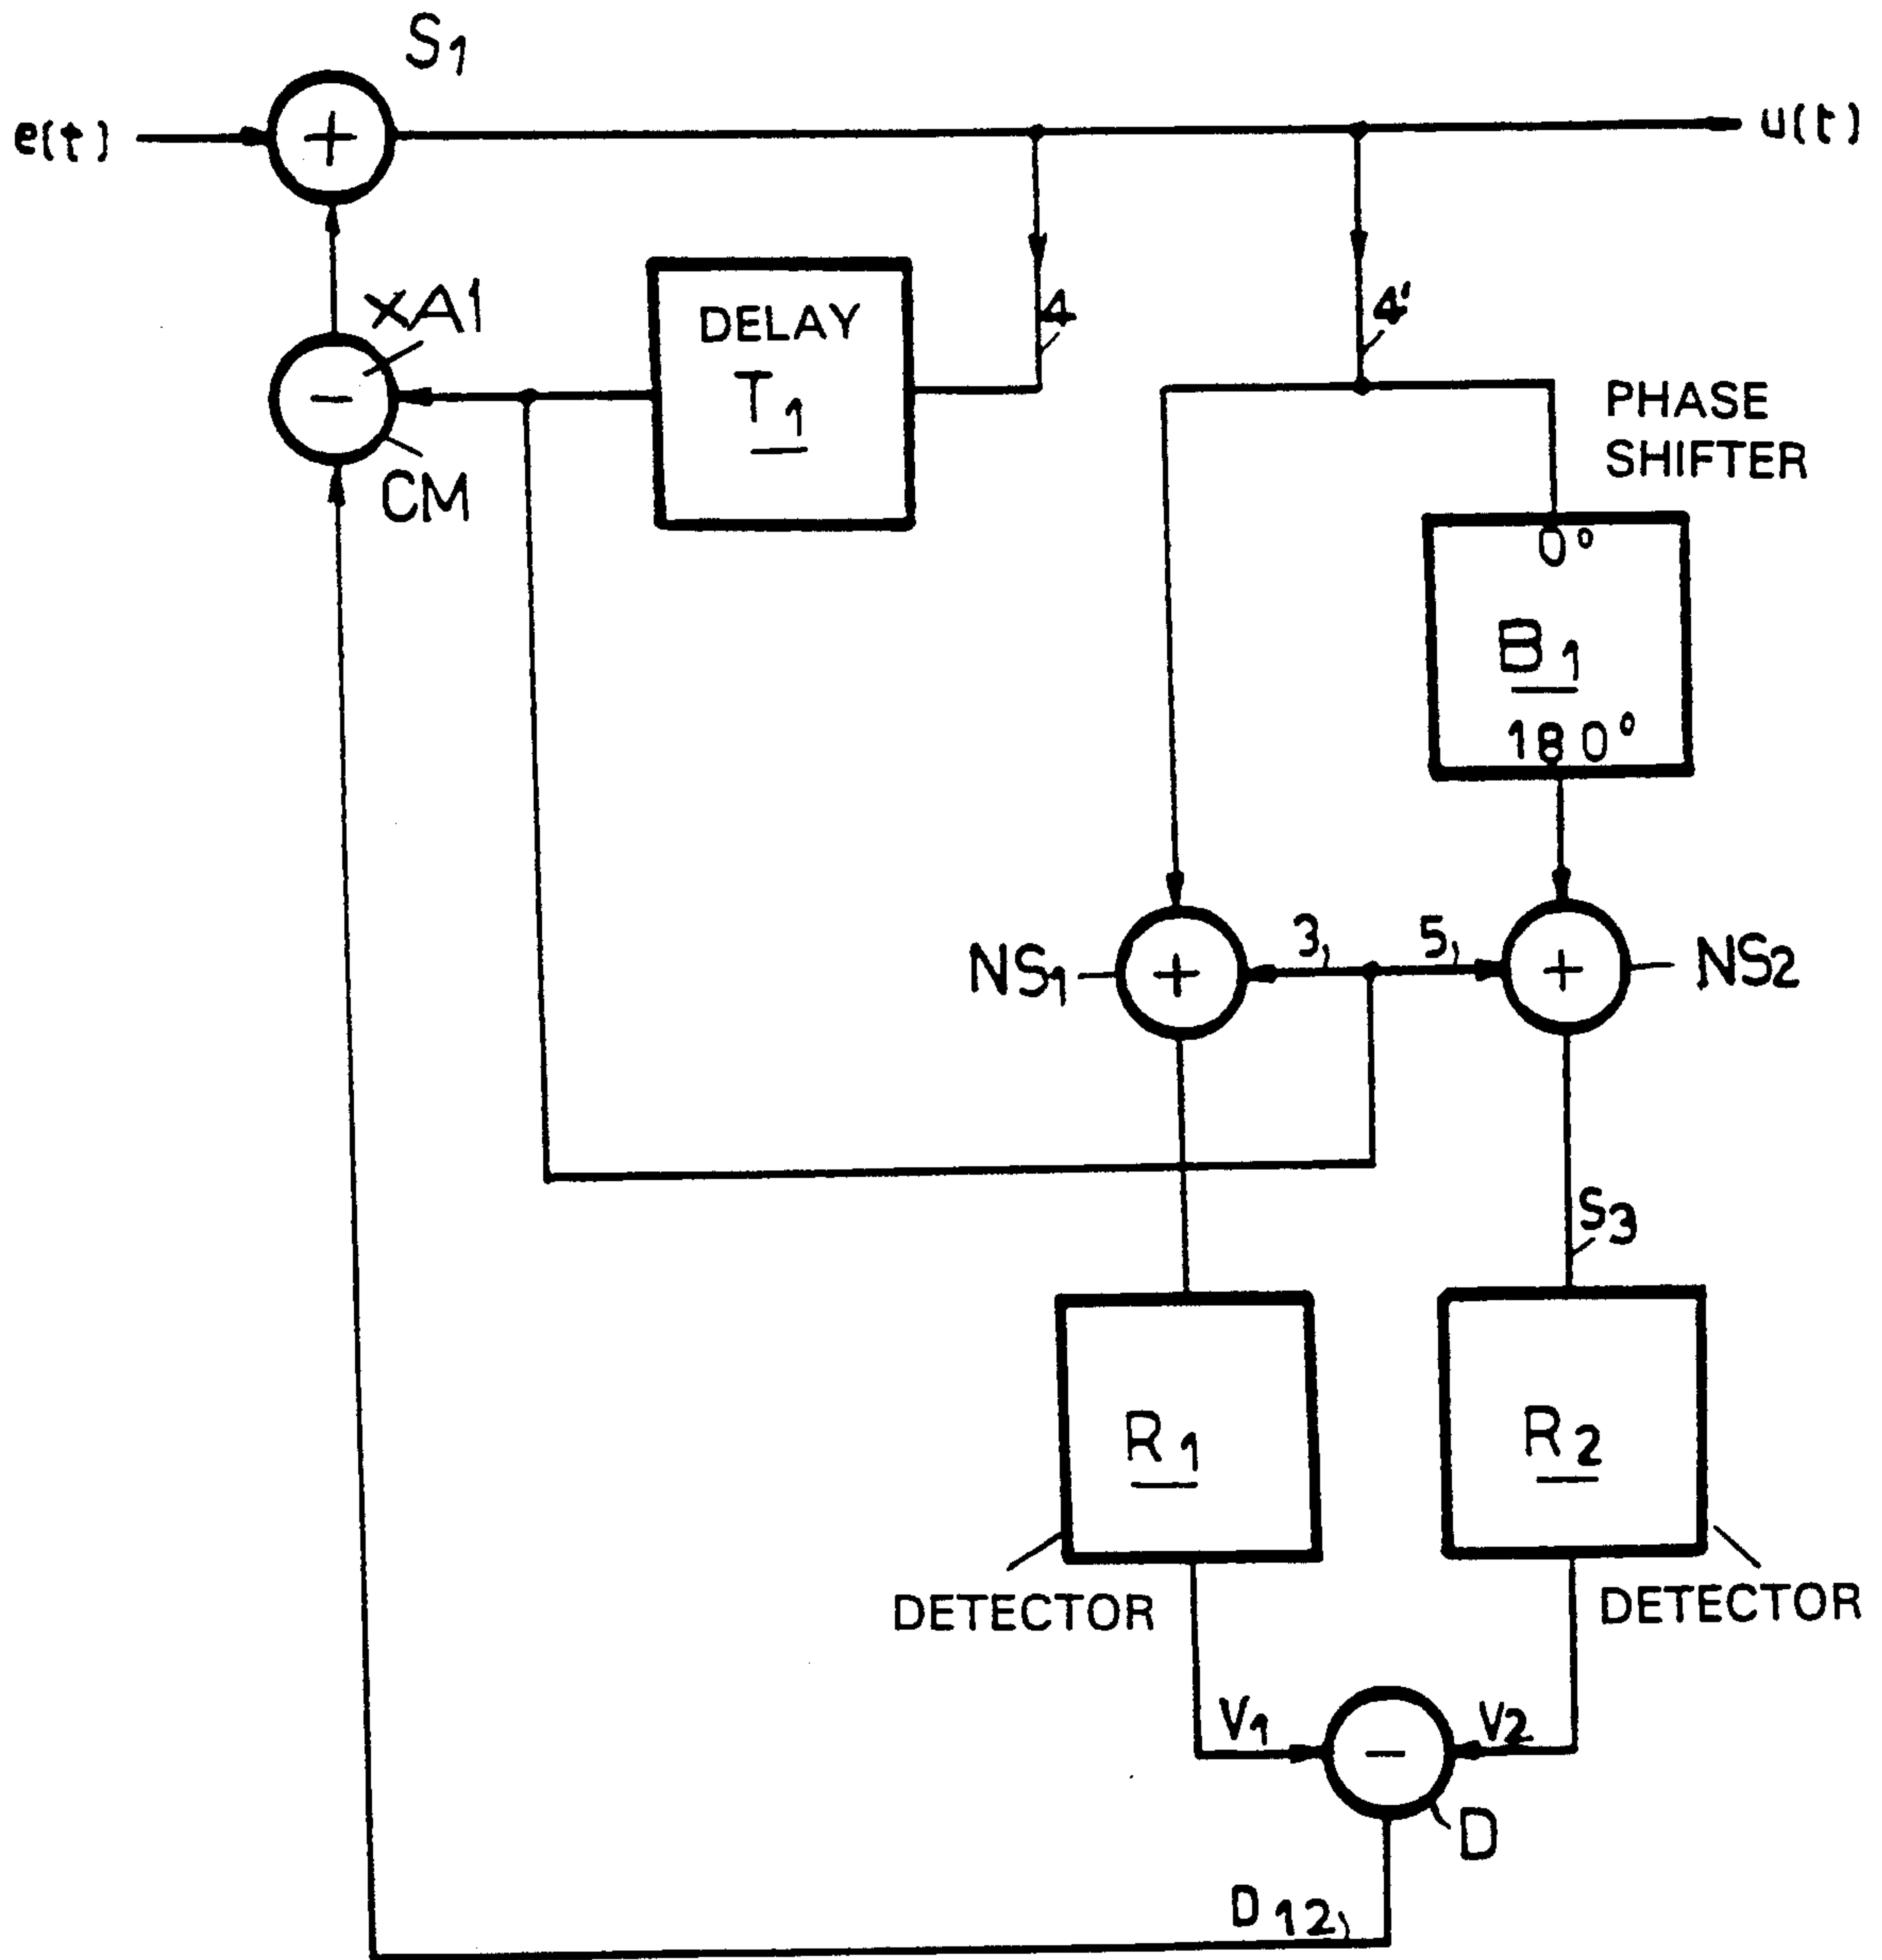 S1
e(t)
+
u(t)
xA1
DELAY
T1
4
4'
-
CM
PHASE
SHIFTER
0°
B1
180°
NS1
+
3
5
+
NS2
S3
R1
R2
DETECTOR
DETECTOR
V1
-
V2
D
D12